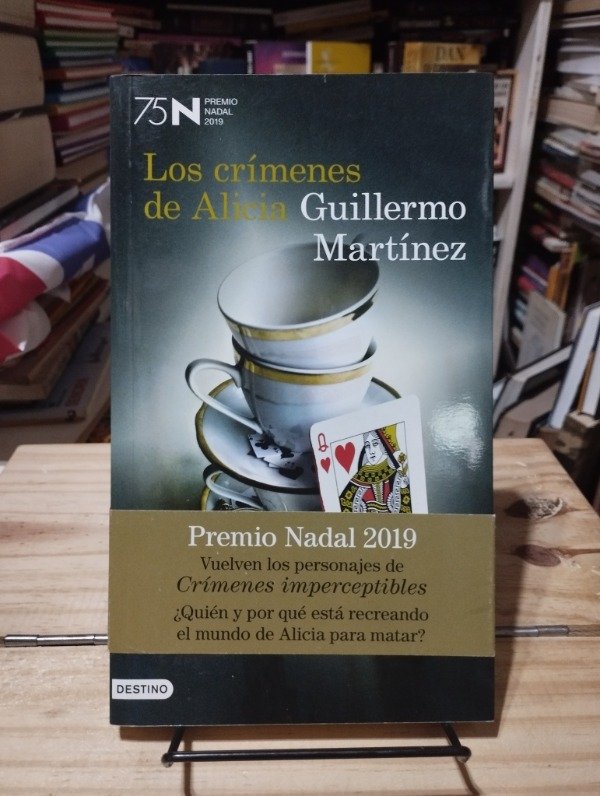 75N PREMIO
NADAL
2019
Los crímenes
de Alicia Guillermo
Martínez
Q
Premio Nadal 2019
Vuelven los personajes de
Crímenes imperceptibles
¿Quién y por qué está recreando
el mundo de Alicia para matar?
DESTINO
DAN